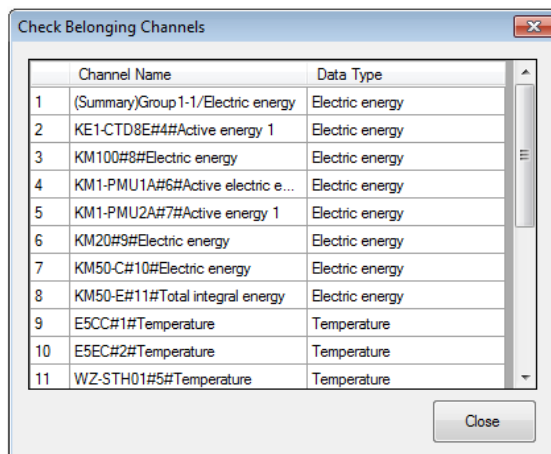 Check Belonging Channels
Channel Name Data Type
1 (Summary)Group1-1/Electric energy Electric energy
2 KE1-CTD8E#4#Active energy 1 Electric energy
3 KM100#8#Electric energy Electric energy
4 KM1-PMU1A#6#Active electric e... Electric energy
5 KM1-PMU2A#7#Active energy 1 Electric energy
6 KM20#9#Electric energy Electric energy
7 KM50-C#10#Electric energy Electric energy
8 KM50-E#11#Total integral energy Electric energy
9 E5CC#1#Temperature Temperature
10 E5EC#2#Temperature Temperature
11 WZ-STH01#5#Temperature Temperature
Close